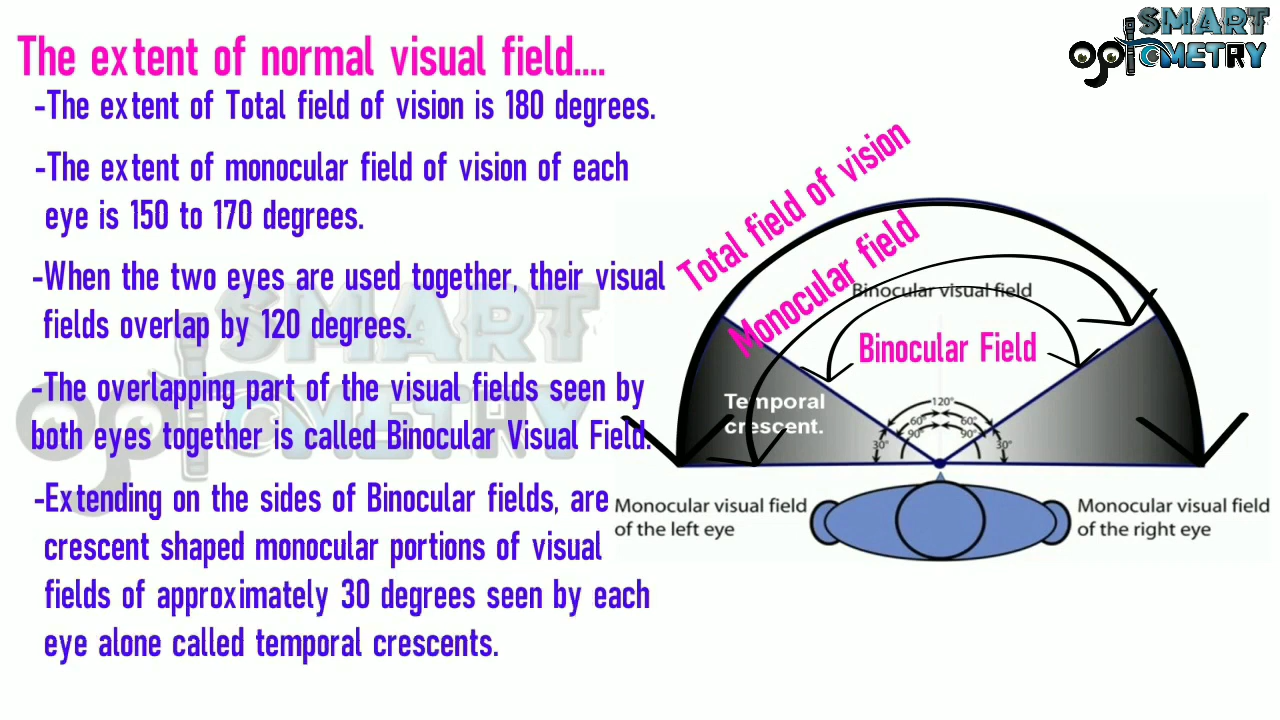 The extent of normal visual field....
-The extent of Total field of vision is 180 degrees.
-The extent of monocular field of vision of each
eye is 150 to 170 degrees.
-When the two eyes are used together, their visual
fields overlap by 120 degrees.
-The overlapping part of the visual fields seen by
both eyes together is called Binocular Visual Field.
-Extending on the sides of Binocular fields, are
crescent shaped monocular portions of visual
fields of approximately 30 degrees seen by each
eye alone called temporal crescents.
SMART
OPTOMETRY
Total field of vision
Monocular field
Binocular visual field
Binocular Field
Temporal
crescent.
120°
60° 60°
90° 90°
30° 30°
Monocular visual field
of the left eye
Monocular visual field
of the right eye
SMART
OPTOMETRY